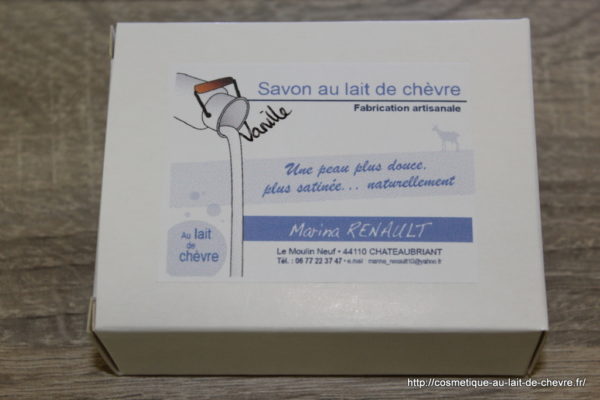 Savon au lait de chèvre
Fabrication artisanale
Vanille
Une peau plus douce,
plus satinée... naturellement
Marina RENAULT
Au lait
de
chèvre
Le Moulin Neuf • 44110 CHATEAUBRIANT
Tél. : 06 77 22 37 47 • e.mail : marina_renault10@yahoo.fr
http://cosmetique-au-lait-de-chevre.fr/